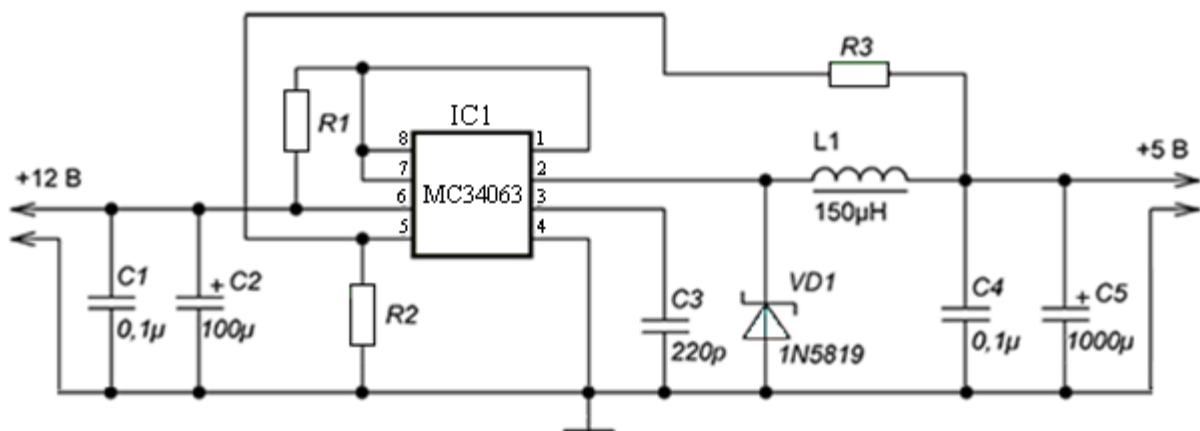 R3
IC1
R1
8
1
L1
+5 В
7
2
+12 В
6
MC34063
3
150µH
5
4
C1
+ C2
VD1
C4
+ C5
R2
C3
0,1µ
100µ
220p
1N5819
0,1µ
1000µ